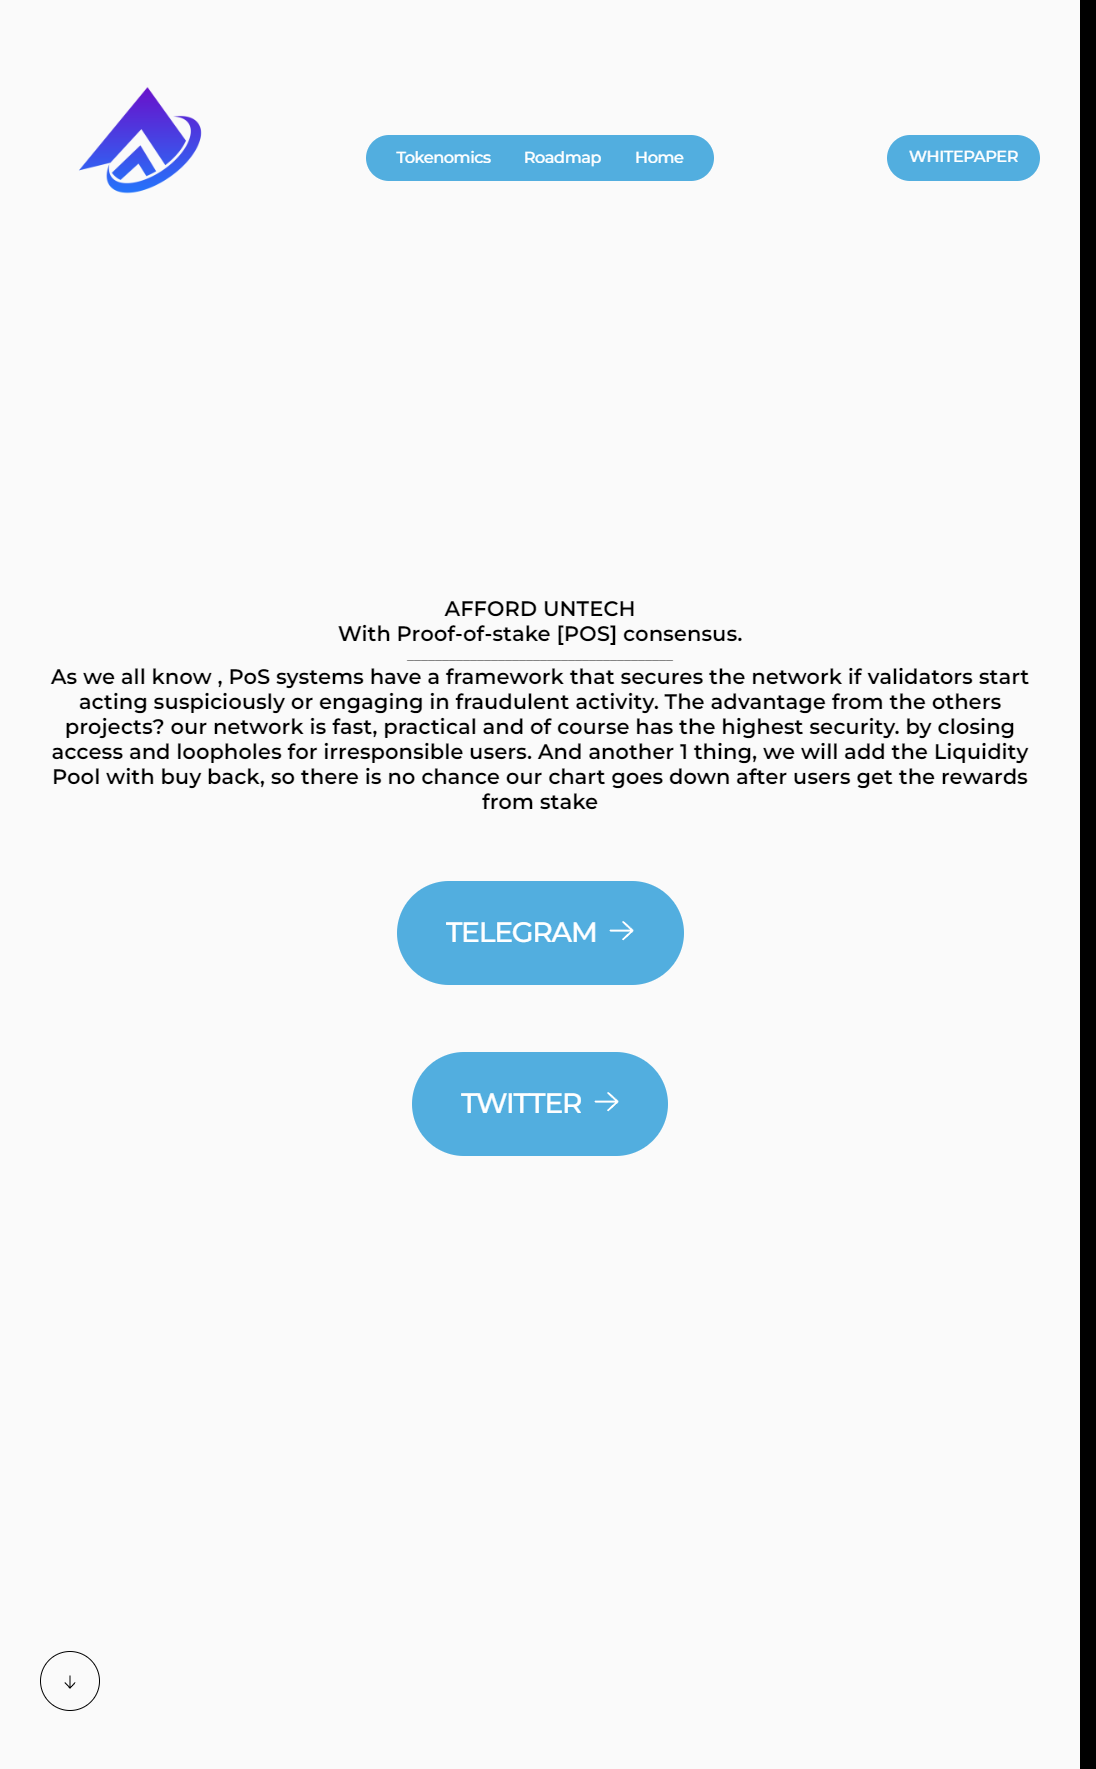 Tokenomics Roadmap Home
WHITEPAPER
AFFORD UNTECH
With Proof-of-stake [POS] consensus.
As we all know , PoS systems have a framework that secures the network if validators start
acting suspiciously or engaging in fraudulent activity. The advantage from the others
projects? our network is fast, practical and of course has the highest security. by closing
access and loopholes for irresponsible users. And another 1 thing, we will add the Liquidity
Pool with buy back, so there is no chance our chart goes down after users get the rewards
from stake
TELEGRAM
TWITTER